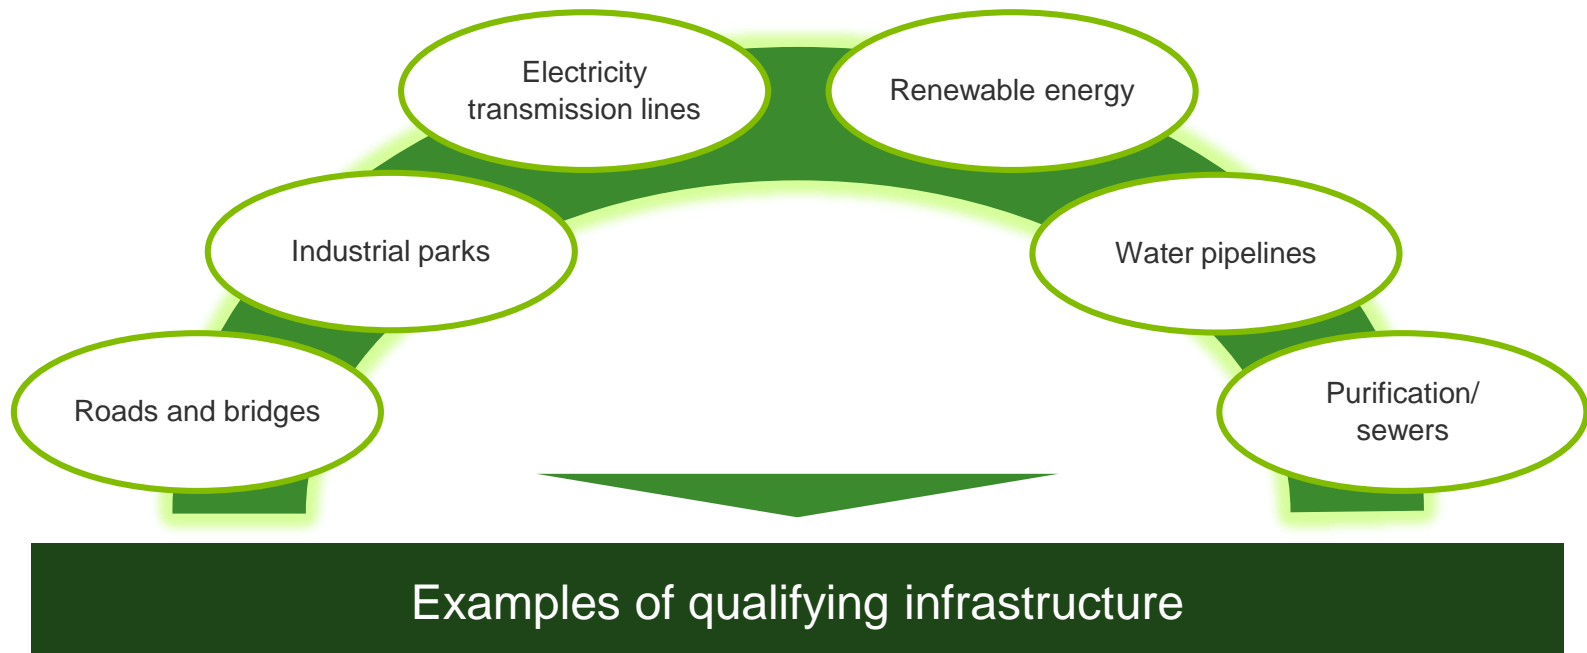 Electricity
transmission lines
Renewable energy
Industrial parks
Water pipelines
Roads and bridges
Purification/
sewers
Examples of qualifying infrastructure